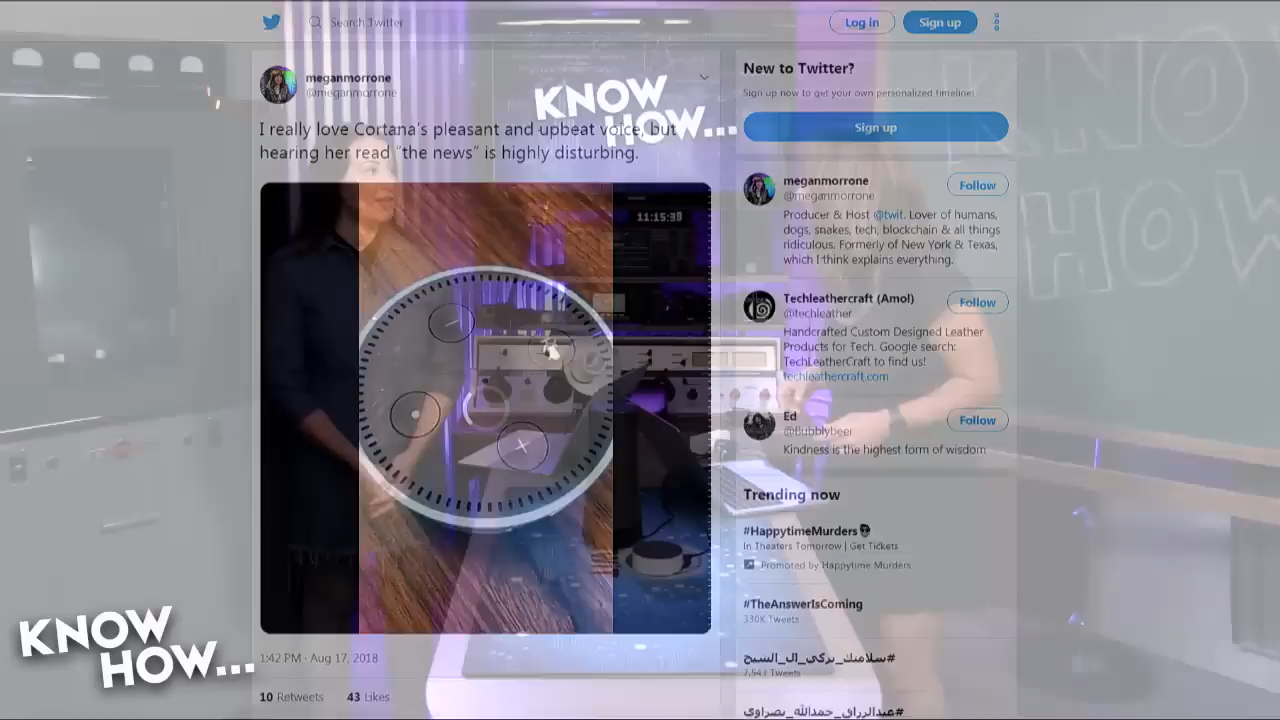 Search Twitter
Log in
Sign up
meganmorrone
@meganmorrone
I really love Cortana's pleasant and upbeat voice, but
hearing her read "the news" is highly disturbing.
KNOW
HOW...
11:15:30
1:42 PM · Aug 17, 2018
10 Retweets 43 Likes
New to Twitter?
Sign up now to get your own personalized timeline!
Sign up
meganmorrone
@meganmorrone
Follow
Producer & Host @twit. Lover of humans,
dogs, snakes, tech, blockchain & all things
ridiculous. Formerly of New York & Texas,
which I think explains everything.
Techleathercraft (Amol)
@techleather
Follow
Handcrafted Custom Designed Leather
Products for Tech. Google search:
TechLeatherCraft to find us!
techleathercraft.com
Ed
@Bubblybeer
Follow
Kindness is the highest form of wisdom
Trending now
#HappytimeMurders
In Theaters Tomorrow | Get Tickets
Promoted by Happytime Murders
#TheAnswerIsComing
330K Tweets
Tweets
KNOW
HOW
KNOW
HOW...